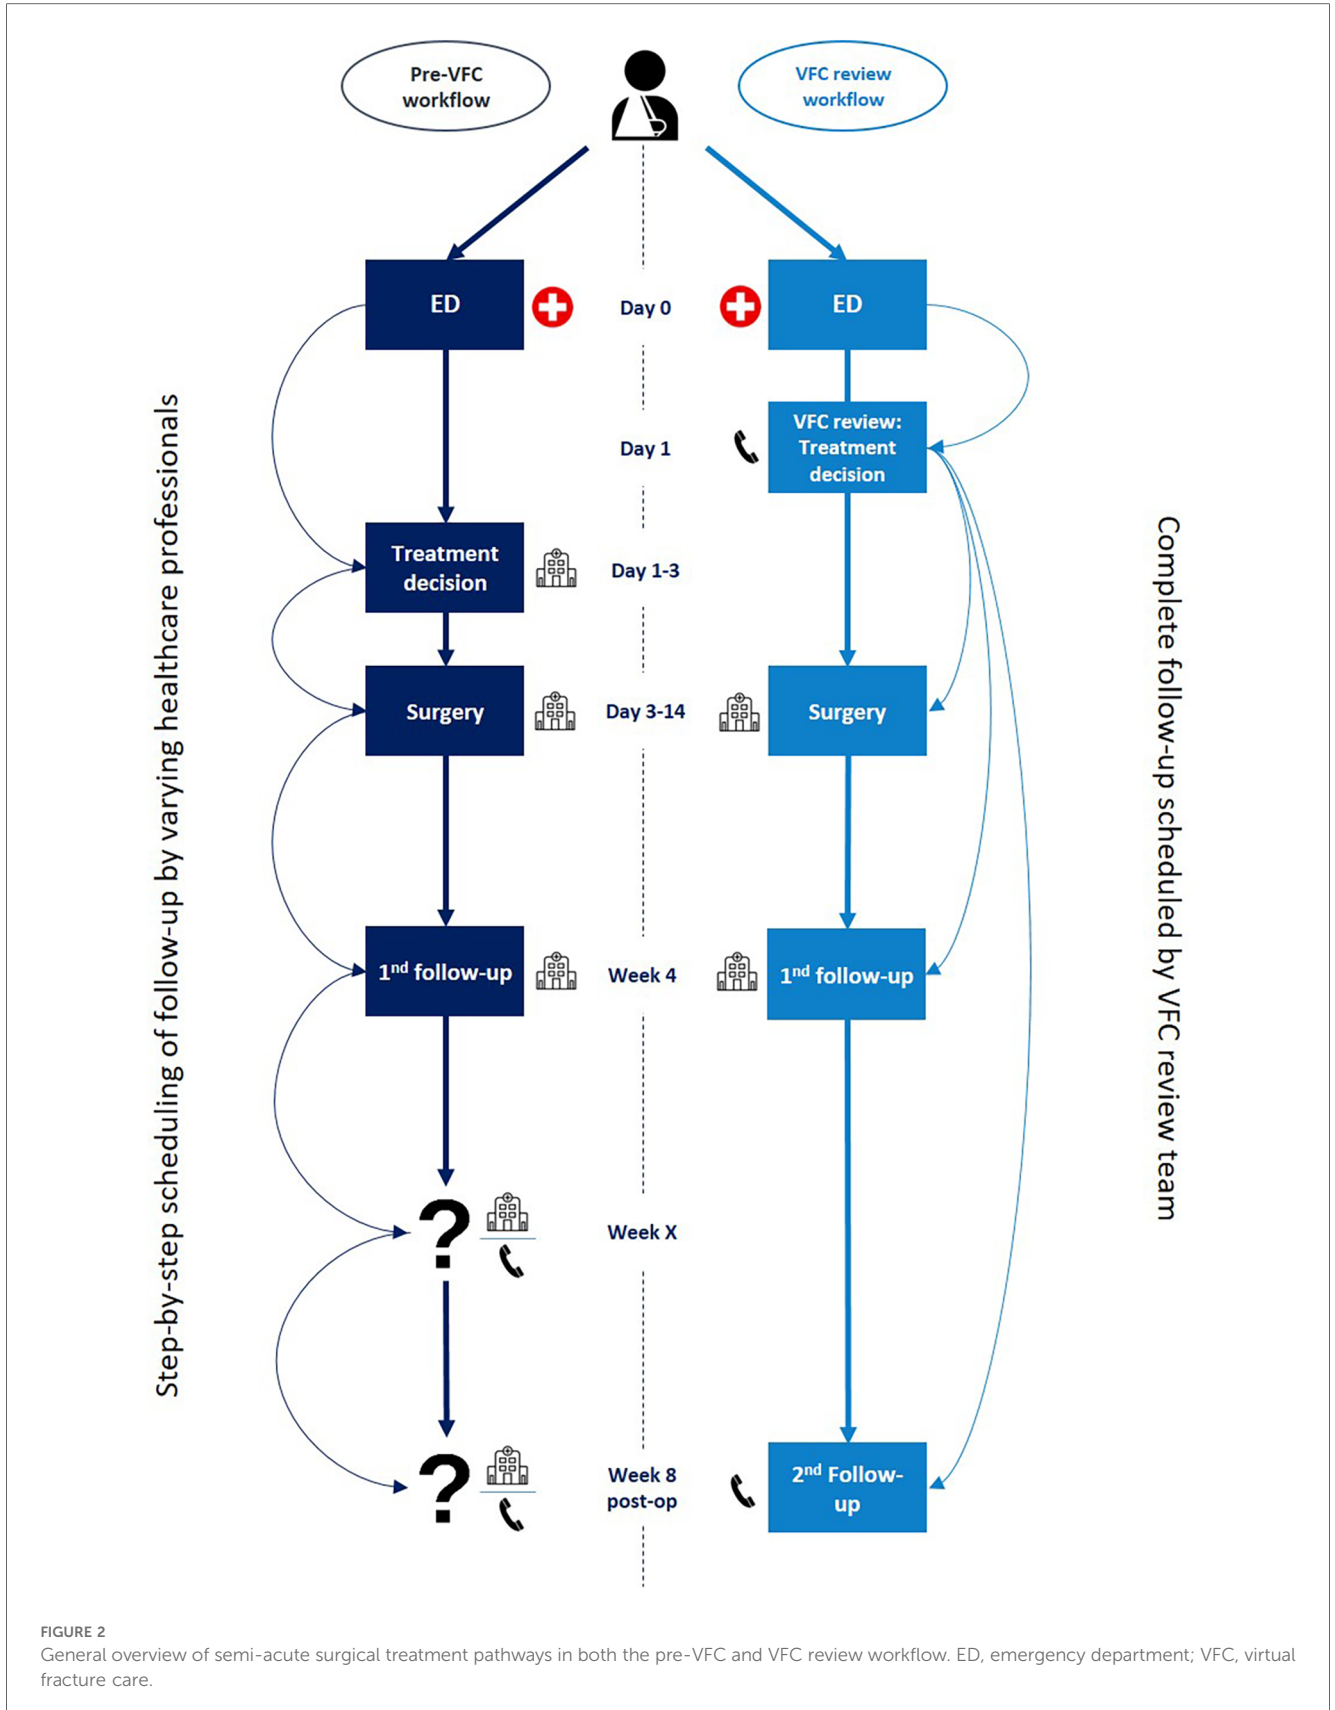 Pre-VFC
workflow
VFC review
workflow
ED
Day 0
ED
Day 1
VFC review:
Treatment
decision
Treatment
decision
Day 1-3
Surgery
Day 3-14
Surgery
1nd follow-up
Week 4
1nd follow-up
?
Week X
?
Week 8
post-op
2nd Follow-
up
Step-by-step scheduling of follow-up by varying healthcare professionals
Complete follow-up scheduled by VFC review team
FIGURE 2
General overview of semi-acute surgical treatment pathways in both the pre-VFC and VFC review workflow. ED, emergency department; VFC, virtual
fracture care.